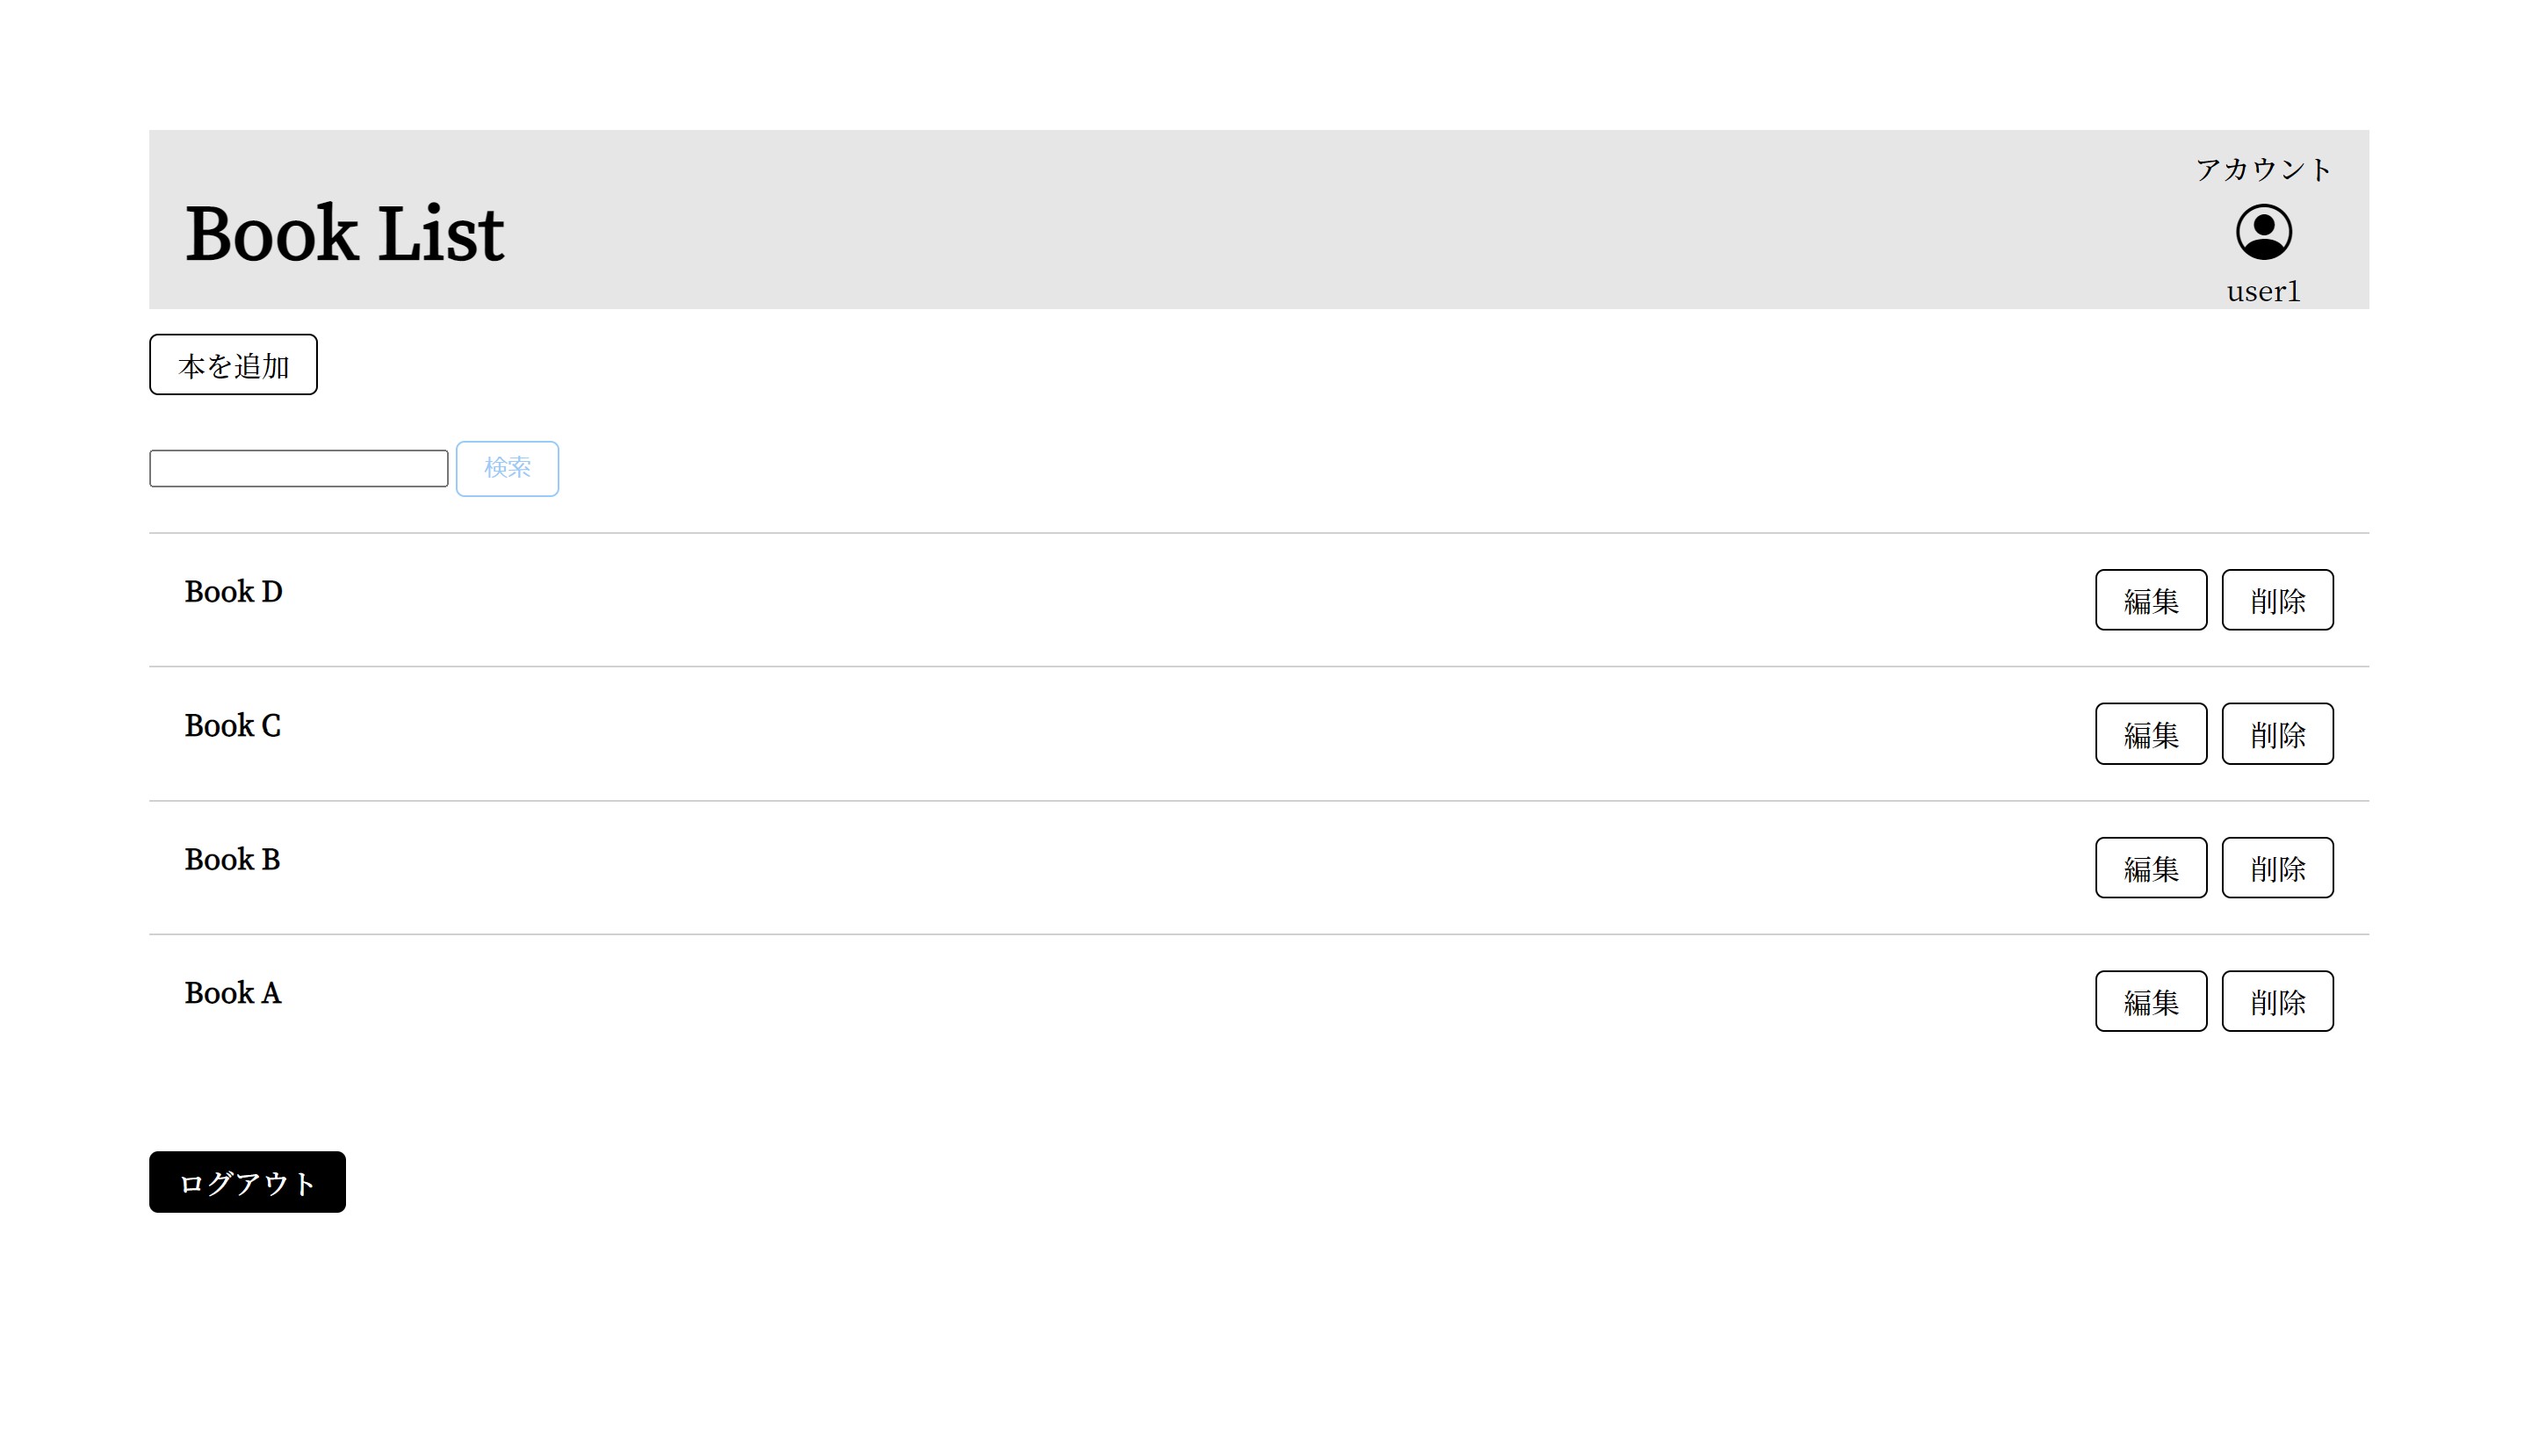 アカウント
Book List
user1
本を追加
検索
Book D 編集 削除
Book C 編集 削除
Book B 編集 削除
Book A 編集 削除
ログアウト